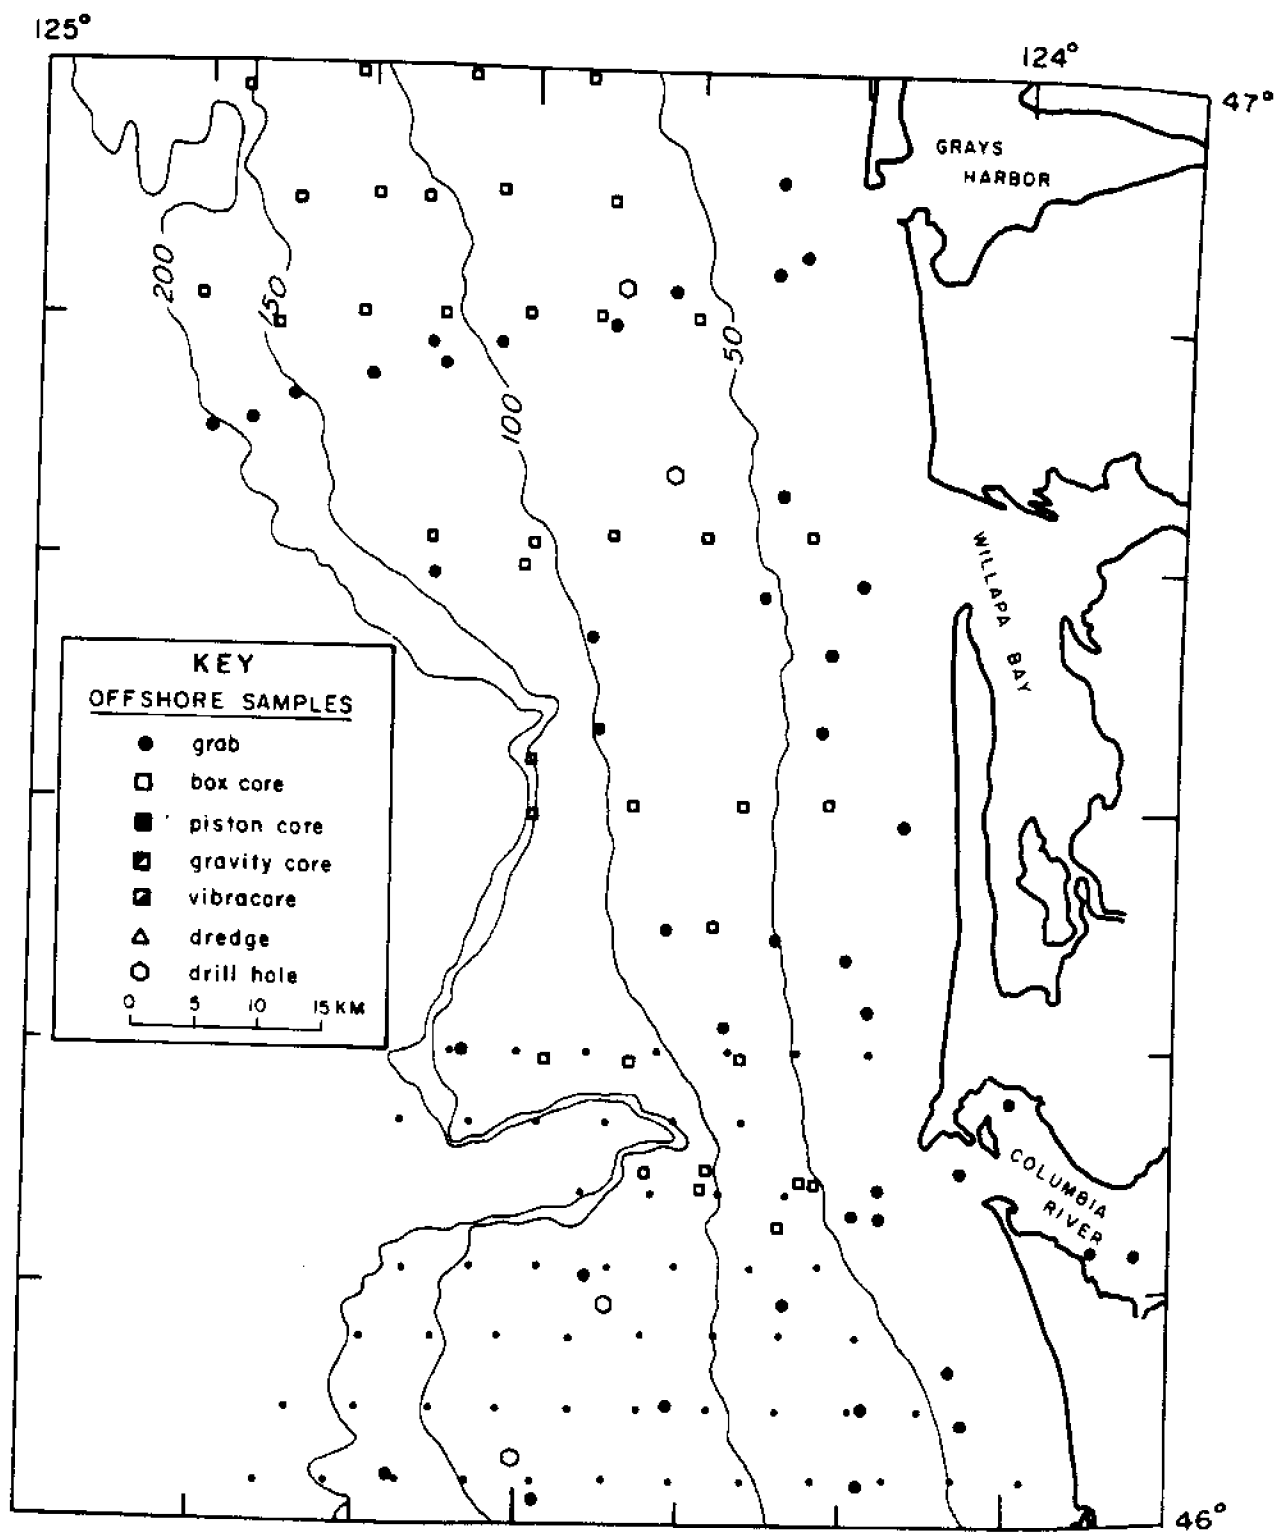 125°
124°
47°
GRAYS
HARBOR
200
150
50
100
WILLAPA BAY
KEY
OFFSHORE SAMPLES
grab
box core
piston core
gravity core
vibracore
dredge
drill hole
0 5 10 15 KM
COLUMBIA
RIVER
46°